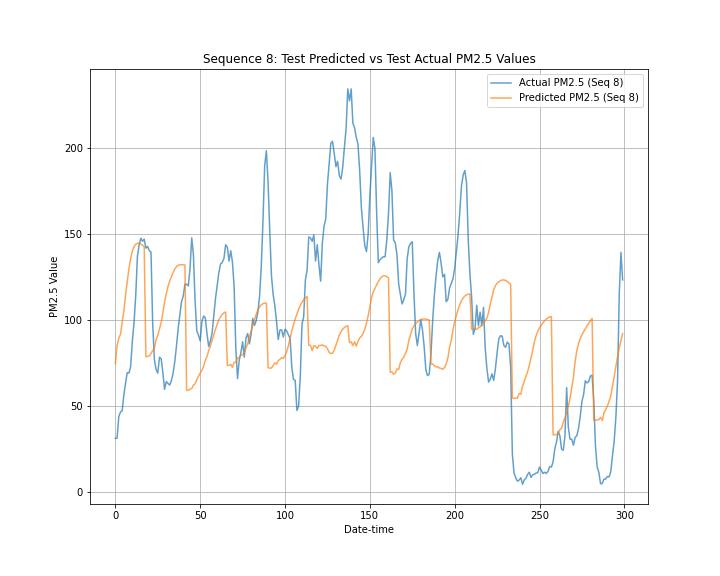 Sequence 8: Test Predicted vs Test Actual PM2.5 Values
Actual PM2.5 (Seq 8)
Predicted PM2.5 (Seq 8)
PM2.5 Value
200
150
100
50
0
0 50 100 150 200 250 300
Date-time